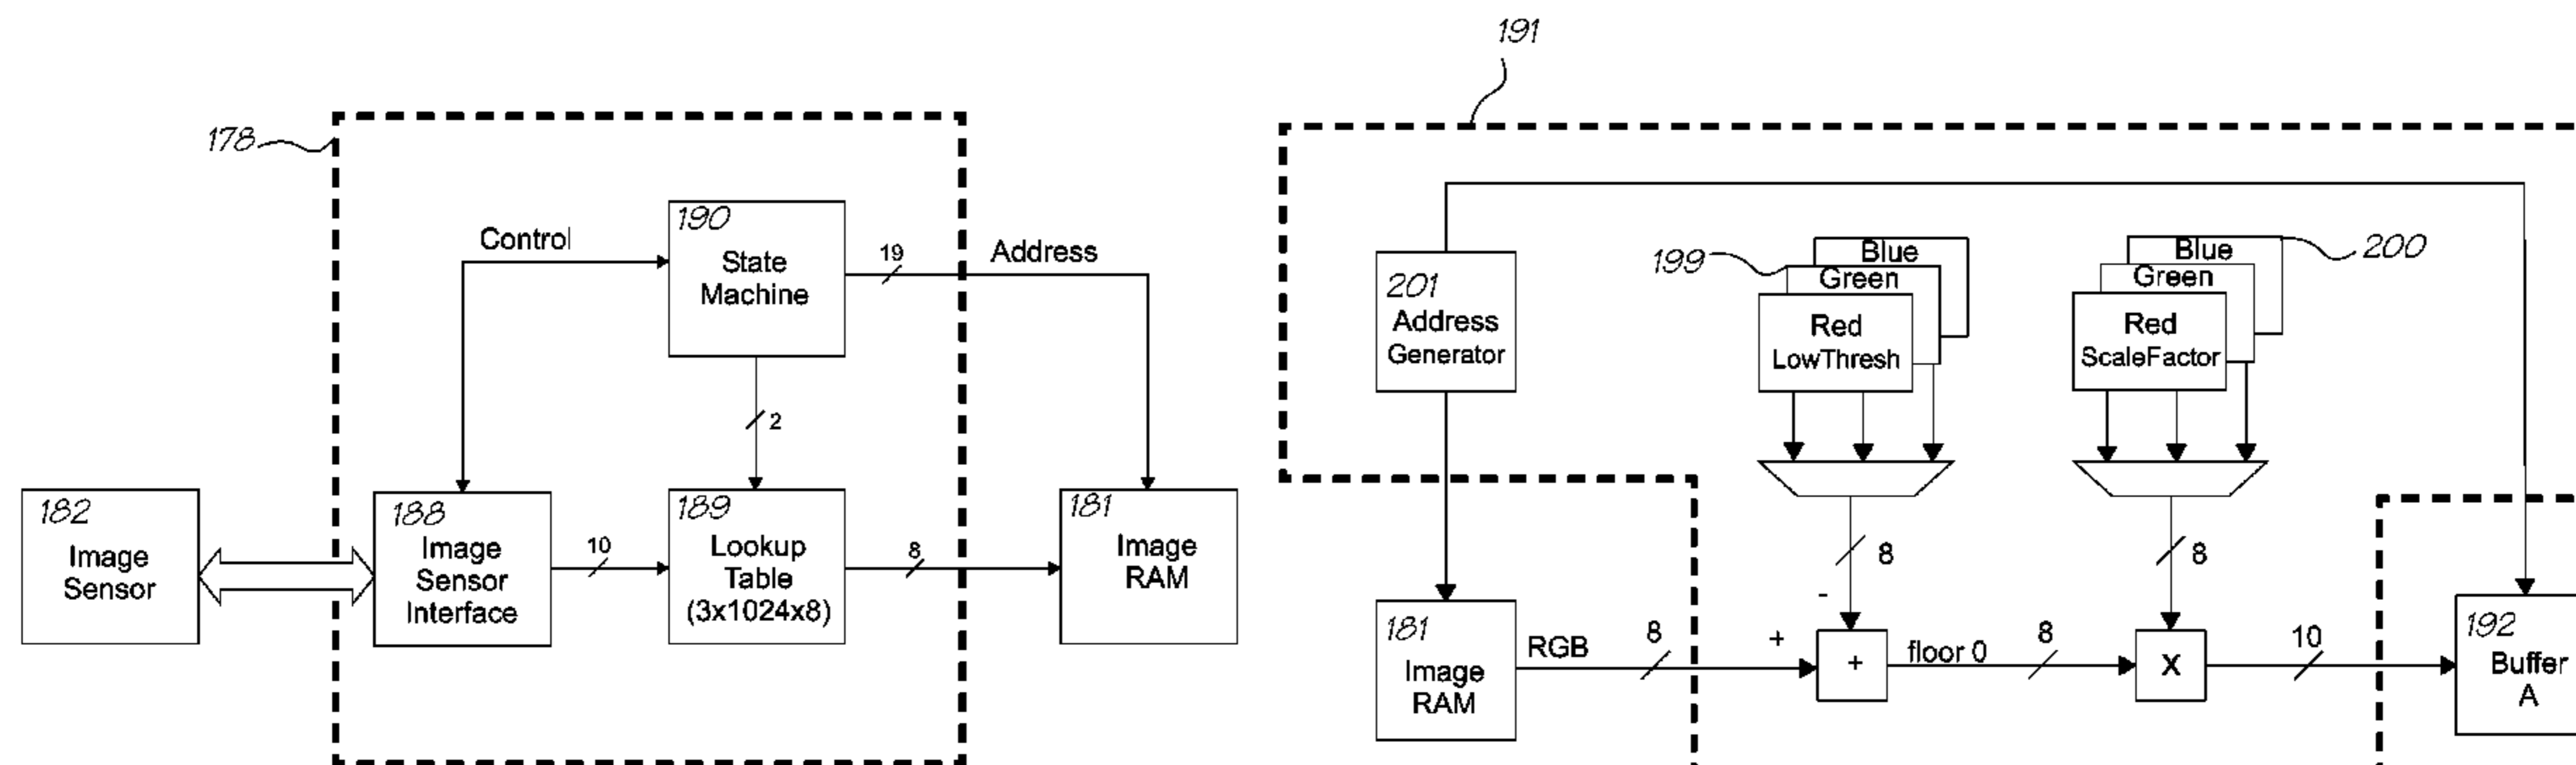 191
178
190
State
Machine
Control
19
Address
2
182
Image
Sensor
188
Image
Sensor
Interface
10
189
Lookup
Table
(3x1024x8)
8
181
Image
RAM
201
Address
Generator
199
Blue
Green
Red
LowThresh
200
Blue
Green
Red
ScaleFactor
8
8
-
181
Image
RAM
RGB
8
+
+
floor 0
8
X
10
192
Buffer
A